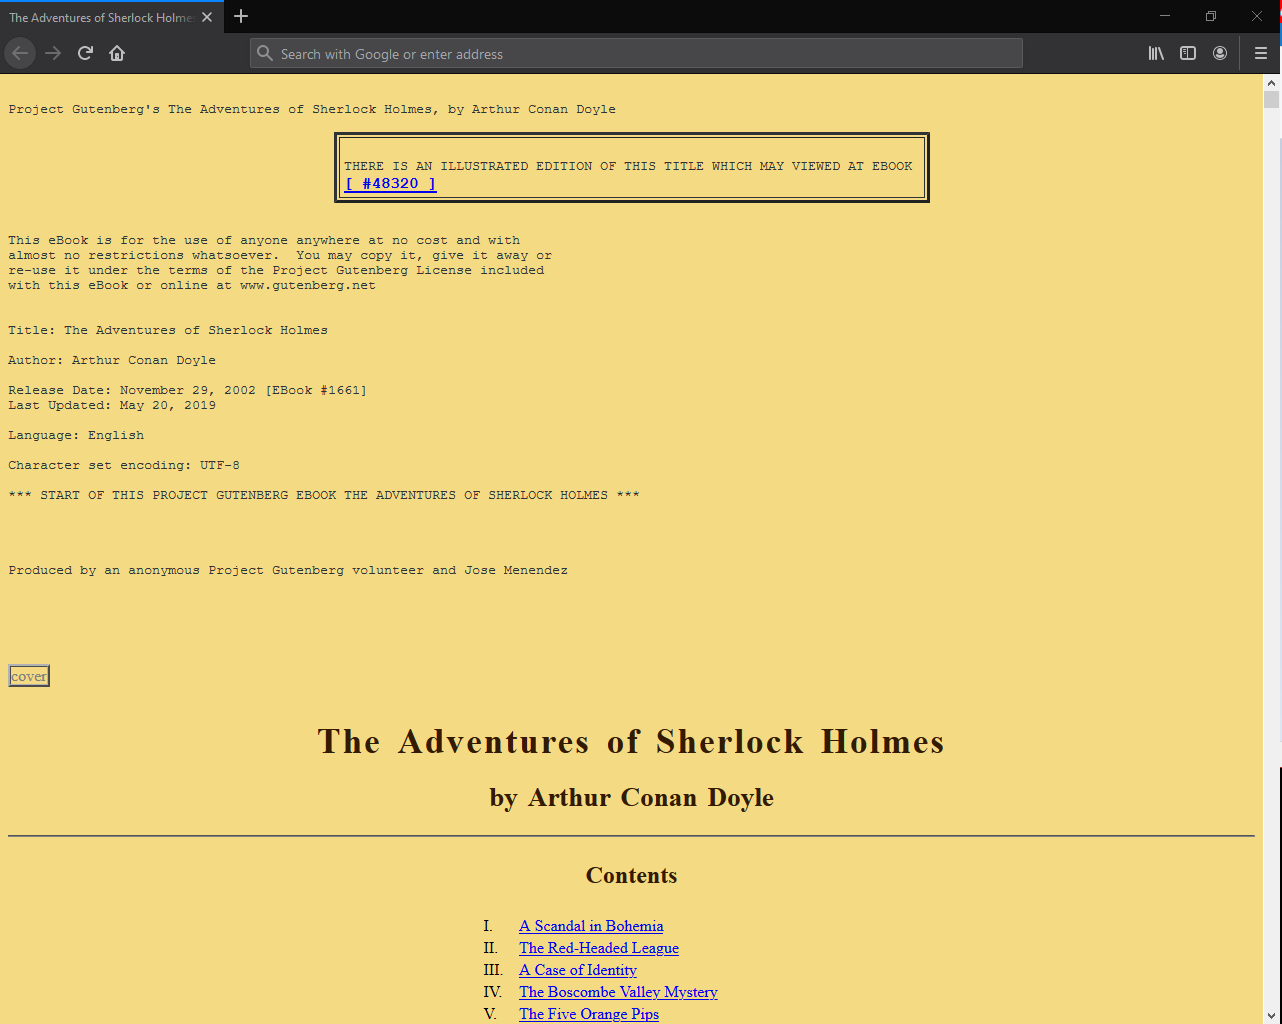 The Adventures of Sherlock Holmes
Search with Google or enter address
Project Gutenberg's The Adventures of Sherlock Holmes, by Arthur Conan Doyle
THERE IS AN ILLUSTRATED EDITION OF THIS TITLE WHICH MAY VIEWED AT EBOOK
[ #48320 ]
This eBook is for the use of anyone anywhere at no cost and with
almost no restrictions whatsoever.  You may copy it, give it away or
re-use it under the terms of the Project Gutenberg License included
with this eBook or online at www.gutenberg.net
Title: The Adventures of Sherlock Holmes
Author: Arthur Conan Doyle
Release Date: November 29, 2002 [EBook #1661]
Last Updated: May 20, 2019
Language: English
Character set encoding: UTF-8
*** START OF THIS PROJECT GUTENBERG EBOOK THE ADVENTURES OF SHERLOCK HOLMES ***
Produced by an anonymous Project Gutenberg volunteer and Jose Menendez
cover
The Adventures of Sherlock Holmes
by Arthur Conan Doyle
Contents
I. A Scandal in Bohemia
II. The Red-Headed League
III. A Case of Identity
IV. The Boscombe Valley Mystery
V. The Five Orange Pips